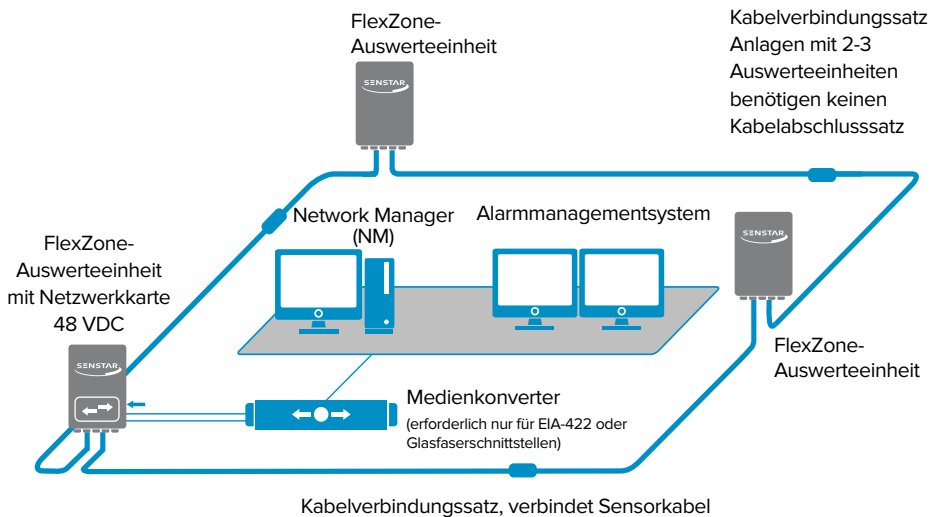 FlexZone-
Auswerteeinheit
SENSTAR
Kabelverbindungssatz
Anlagen mit 2-3
Auswerteeinheiten
benötigen keinen
Kabelabschlusssatz
Network Manager
(NM)
Alarmmanagementsystem
FlexZone-
Auswerteeinheit
mit Netzwerkkarte
48 VDC
SENSTAR
SENSTAR
FlexZone-
Auswerteeinheit
Medienkonverter
(erforderlich nur für EIA-422 oder
Glasfaserschnittstellen)
Kabelverbindungssatz, verbindet Sensorkabel